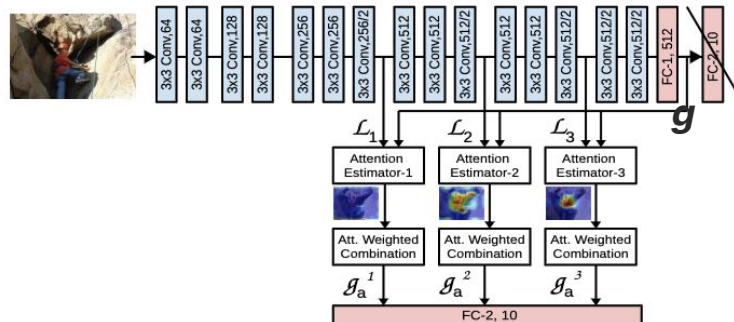 3x3 Conv,64
3x3 Conv,64
3x3 Conv,128
3x3 Conv,128
3x3 Conv,256
3x3 Conv,256
3x3 Conv,256/2
3x3 Conv,512
3x3 Conv,512
3x3 Conv,512/2
3x3 Conv,512
3x3 Conv,512
3x3 Conv,512/2
3x3 Conv,512/2
3x3 Conv,512/2
FC-1, 512
FC-2, 10
g
ℒ1
ℒ2
ℒ3
Attention
Estimator-1
Attention
Estimator-2
Attention
Estimator-3
Att. Weighted
Combination
Att. Weighted
Combination
Att. Weighted
Combination
ga1
ga2
ga3
FC-2, 10